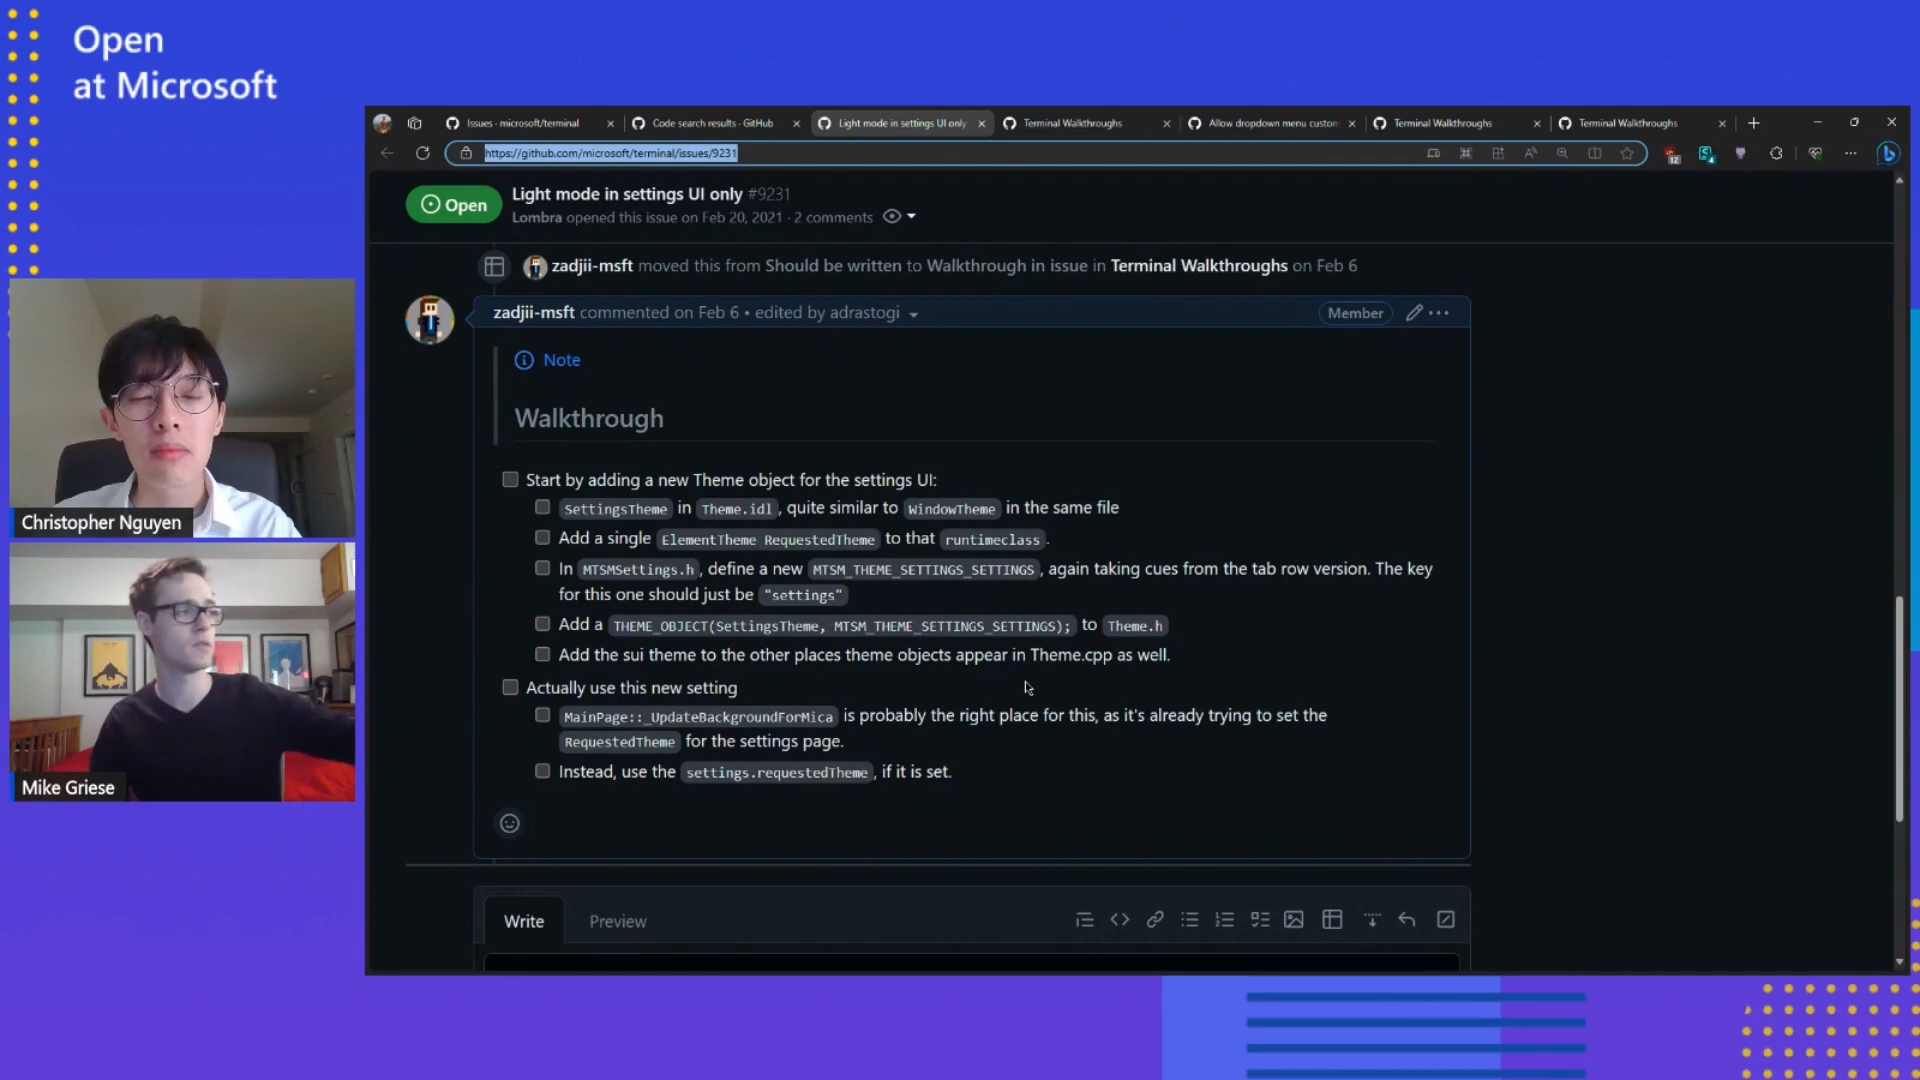 Open
at Microsoft
Issues · microsoft/terminal
Code search results · GitHub
Light mode in settings UI only
Terminal Walkthroughs
Allow dropdown menu custom
Terminal Walkthroughs
Terminal Walkthroughs
https://github.com/microsoft/terminal/issues/9231
12
4
Open
Light mode in settings UI only #9231
Lombra opened this issue on Feb 20, 2021 · 2 comments
zadjii-msft moved this from Should be written to Walkthrough in issue in Terminal Walkthroughs on Feb 6
zadjii-msft commented on Feb 6 • edited by adrastogi
Member
Note
Walkthrough
Start by adding a new Theme object for the settings UI:
SettingsTheme in Theme.idl, quite similar to WindowTheme in the same file
Add a single ElementTheme RequestedTheme to that runtimeclass.
In MTSMSettings.h, define a new MTSM_THEME_SETTINGS_SETTINGS, again taking cues from the tab row version. The key
for this one should just be "settings"
Add a THEME_OBJECT(SettingsTheme, MTSM_THEME_SETTINGS_SETTINGS); to Theme.h
Add the sui theme to the other places theme objects appear in Theme.cpp as well.
Actually use this new setting
MainPage::_UpdateBackgroundForMica is probably the right place for this, as it's already trying to set the
RequestedTheme for the settings page.
Instead, use the settings.requestedTheme, if it is set.
Write
Preview
Christopher Nguyen
Mike Griese